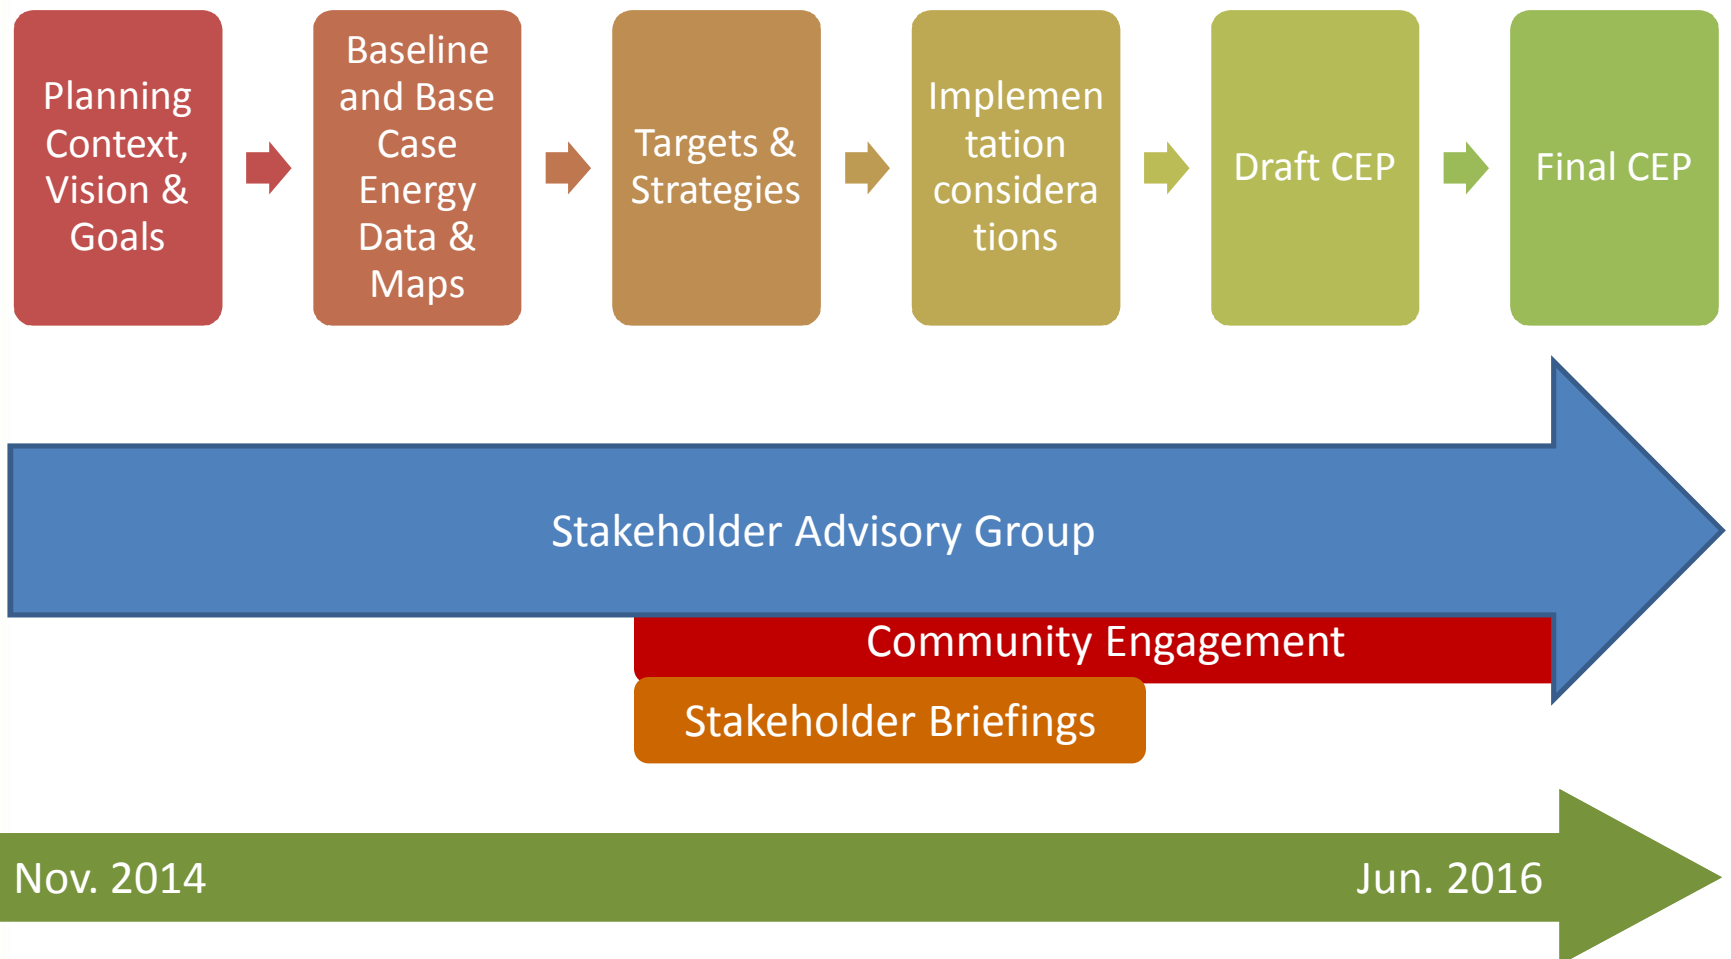 Planning
Context,
Vision &
Goals
Baseline
and Base
Case
Energy
Data &
Maps
Targets &
Strategies
Implemen
tation
considera
tions
Draft CEP
Final CEP
Stakeholder Advisory Group
Community Engagement
Stakeholder Briefings
Nov. 2014
Jun. 2016